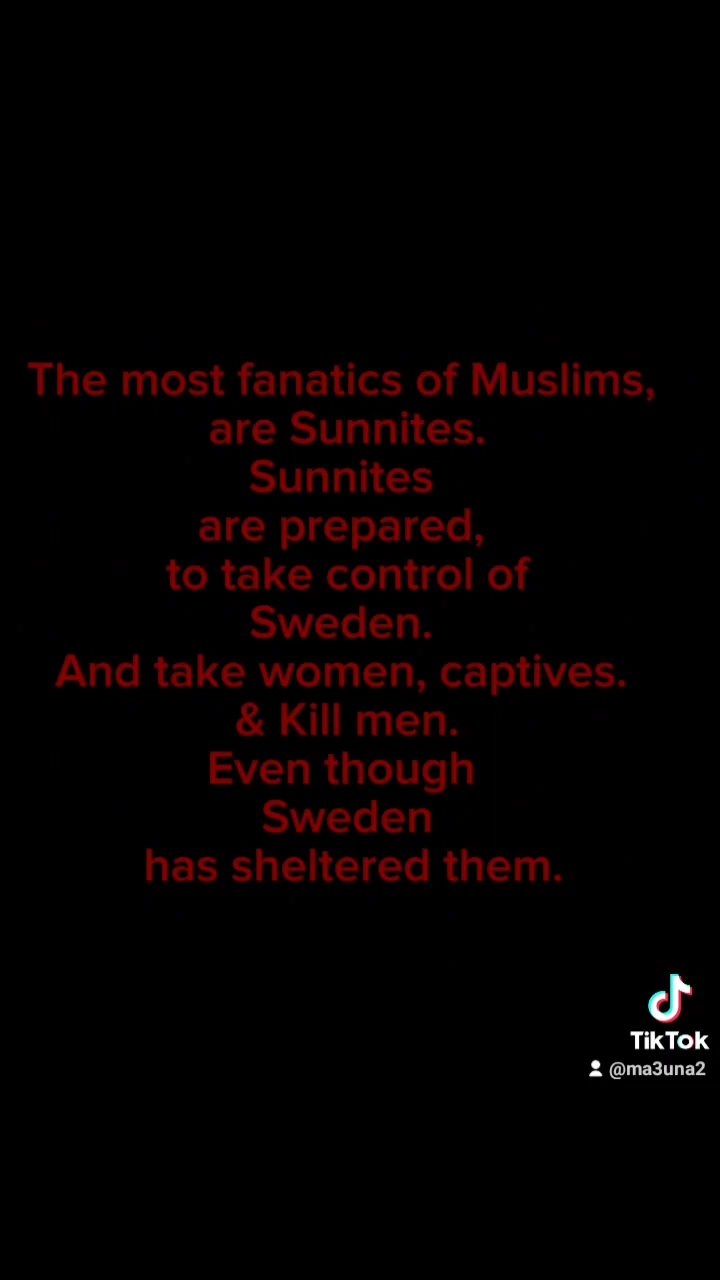 The most fanatics of Muslims,
are Sunnites.
Sunnites
are prepared,
to take control of
Sweden.
And take women, captives.
& Kill men.
Even though
Sweden
has sheltered them.
TikTok
@ma3una2